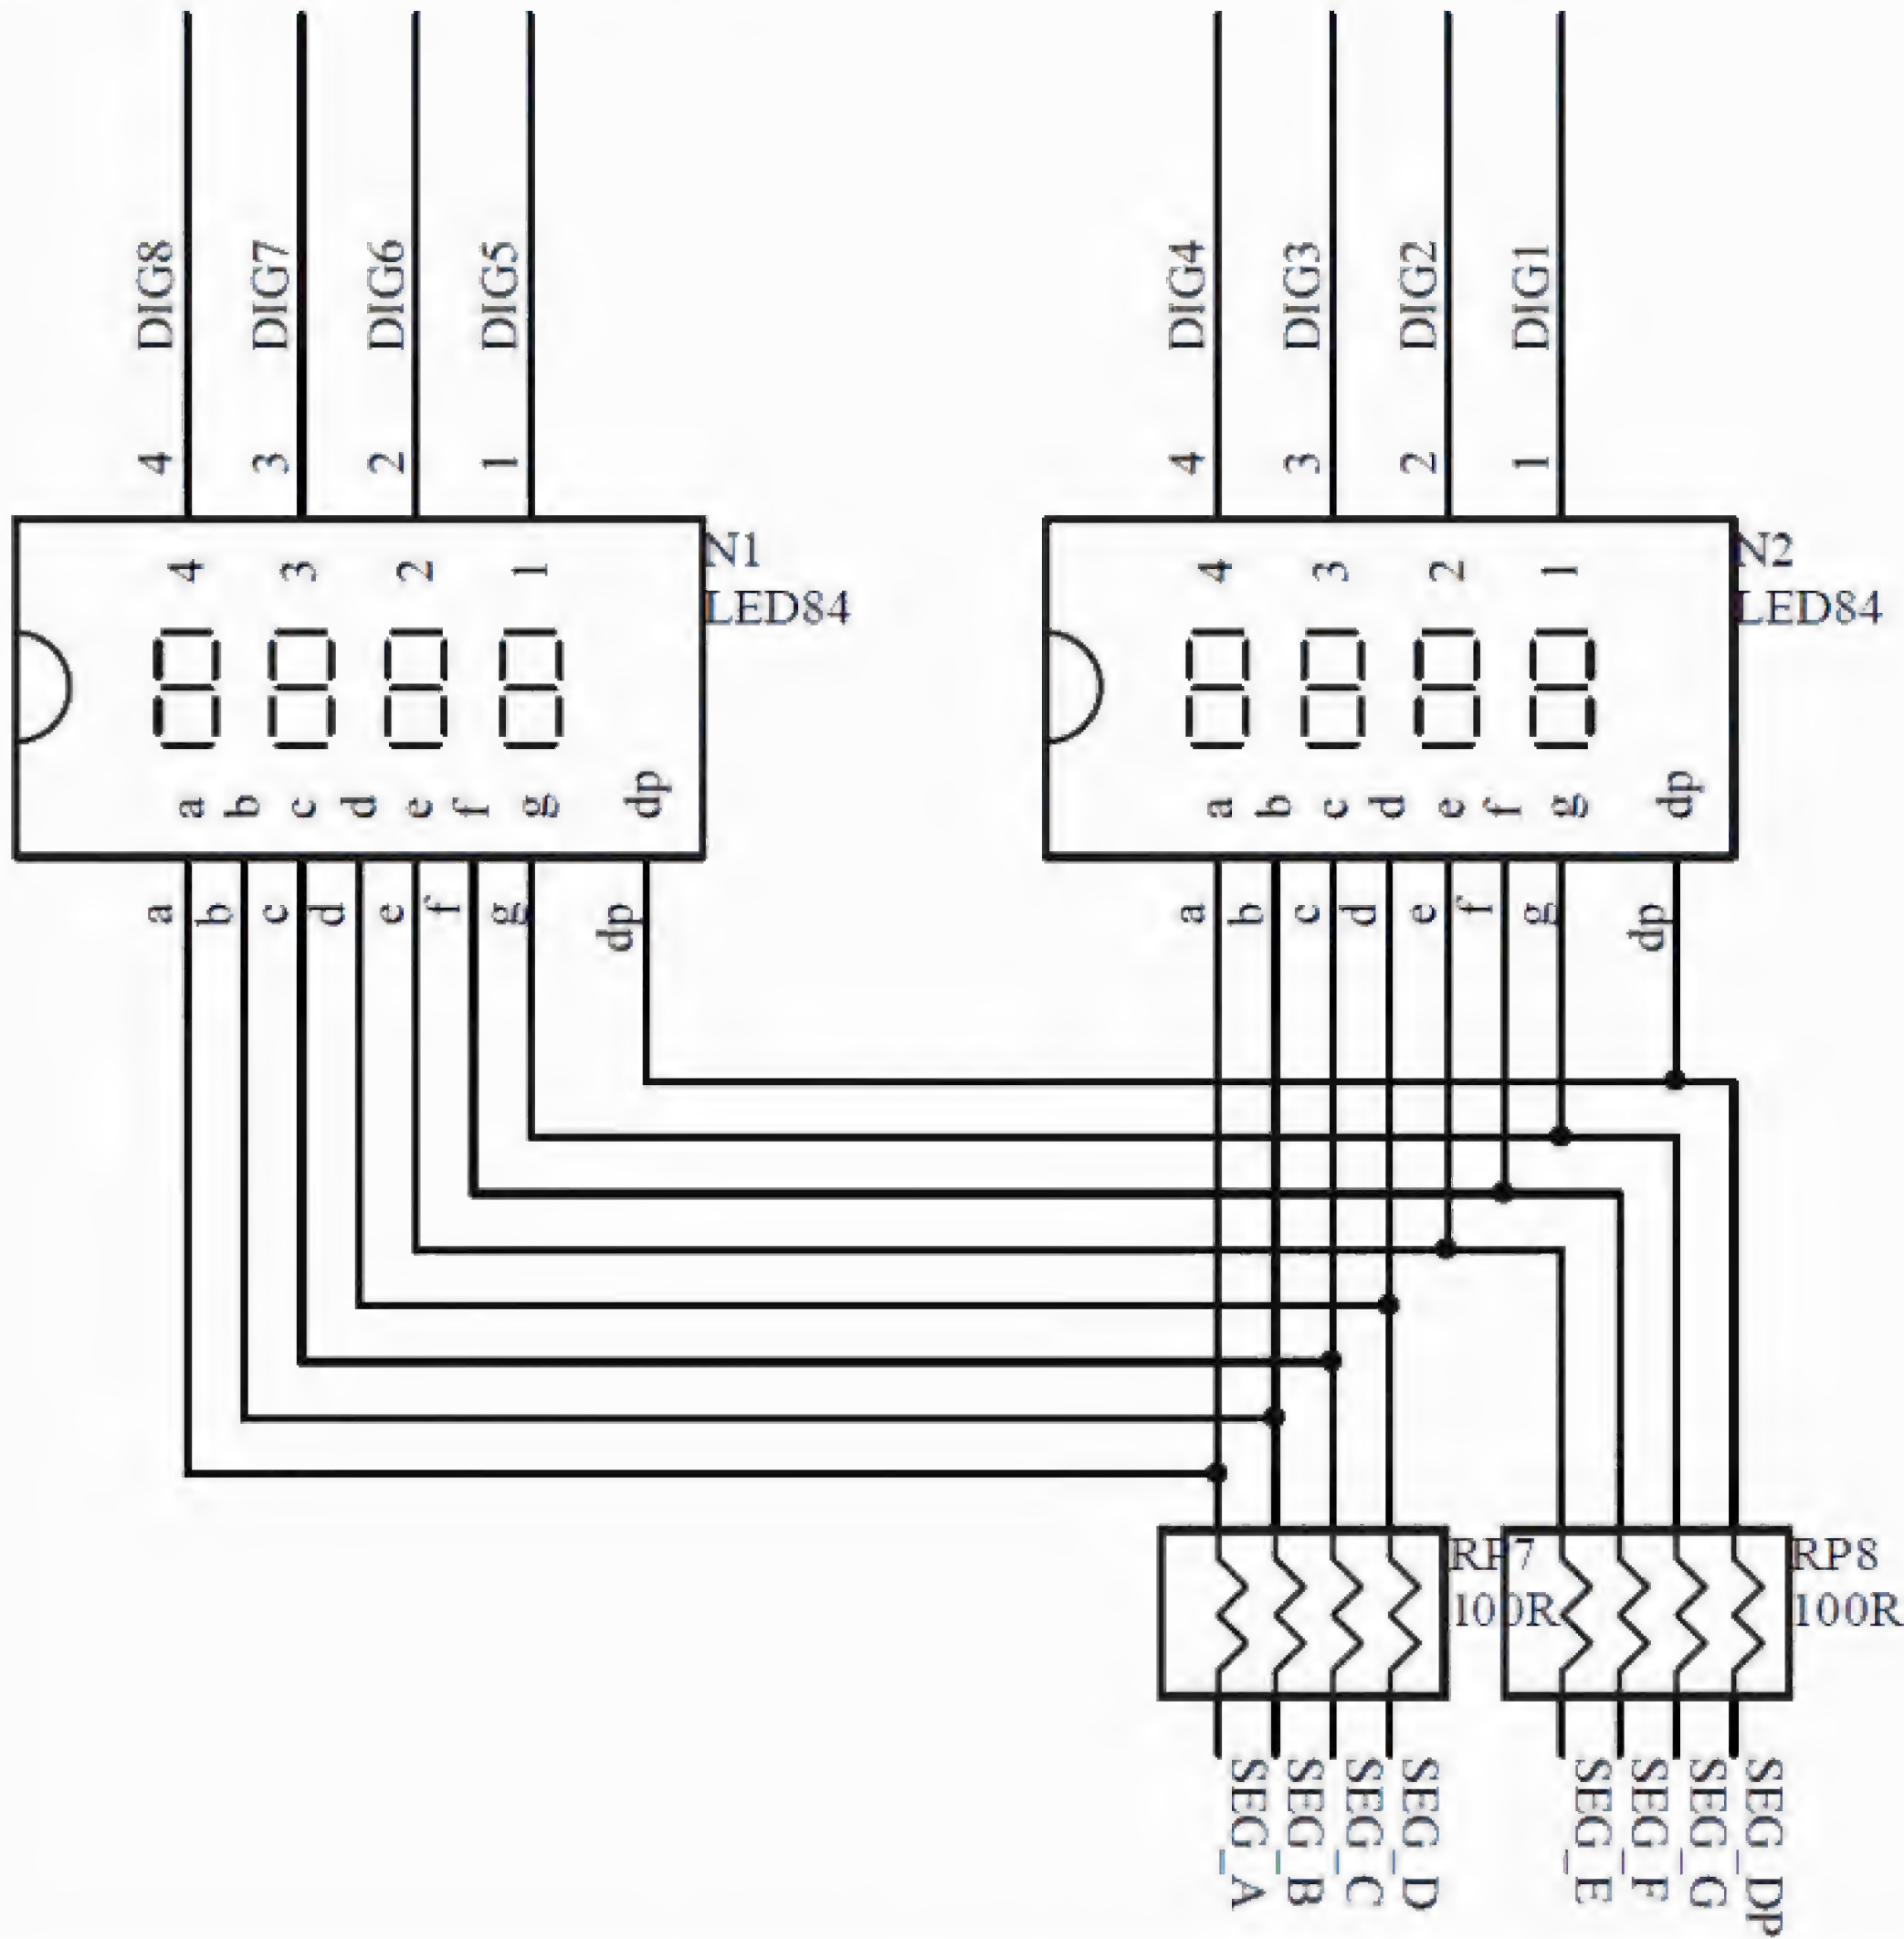 DIG8 DIG7 DIG6 DIG5 DIG4 DIG3 DIG2 DIG1
4 3 2 1 4 3 2 1
N1 N2
4 3 2 1 4 3 2 1
LED84 LED84
a b c d e f g dp a b c d e f g dp
a b c d e f g dp a b c d e f g dp
RP7 RP8
100R 100R
SEG_A SEG_B SEG_C SEG_D SEG_E SEG_F SEG_G SEG_DP